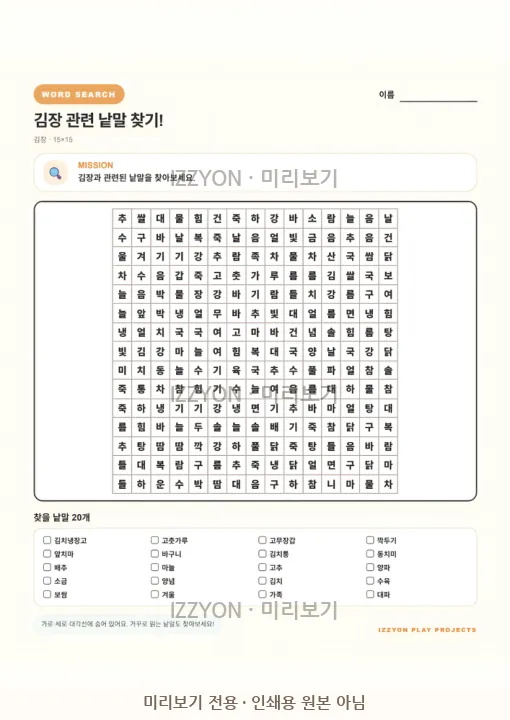 WORD SEARCH
이름
김장 관련 낱말 찾기!
김장 · 15×15
MISSION
김장과 관련된 낱말을 찾아보세요.
IZZYON · 미리보기
추 쌀 대 물 힘 건 죽 하 강 바 소 람 늘 음 날
수 구 바 날 복 죽 날 음 얼 빛 금 음 추 음 건
울 겨 기 기 강 추 람 족 차 물 차 산 국 쌈 닭
차 수 음 갑 죽 고 춧 가 루 름 름 김 쌀 국 보
늘 음 박 물 장 강 바 기 람 들 치 강 름 구 여
늘 앞 박 냉 얼 무 바 추 빛 대 얼 름 면 냉 힘
냉 얼 치 국 국 여 고 마 바 건 념 솔 힘 름 탕
빛 김 강 마 늘 여 힘 복 대 국 양 날 국 강 닭
미 치 동 늘 수 기 육 국 추 수 풀 파 얼 참 솔
죽 통 차 참 힘 기 수 늘 여 음 름 대 하 물 참
죽 하 냉 기 기 강 냉 면 기 추 바 마 얼 탕 대
름 힘 바 늘 두 솔 늘 솔 배 기 죽 참 닭 구 복
추 탕 땀 땀 깍 강 하 풀 닭 죽 탕 들 음 바 람
들 대 복 람 구 름 추 죽 냉 닭 얼 면 구 닭 마
들 하 운 수 박 땀 대 음 구 하 참 니 마 물 차
IZZYON · 미리보기
찾을 낱말 20개
김치냉장고 고춧가루 고무장갑 깍두기
앞치마 바구니 김치통 동치미
배추 마늘 고추 양파
소금 양념 김치 수육
보쌈 겨울 가족 대파
IZZYON · 미리보기
가로·세로·대각선에 숨어 있어요. 거꾸로 읽는 낱말도 찾아보세요!
IZZYON PLAY PROJECTS
미리보기 전용 · 인쇄용 원본 아님